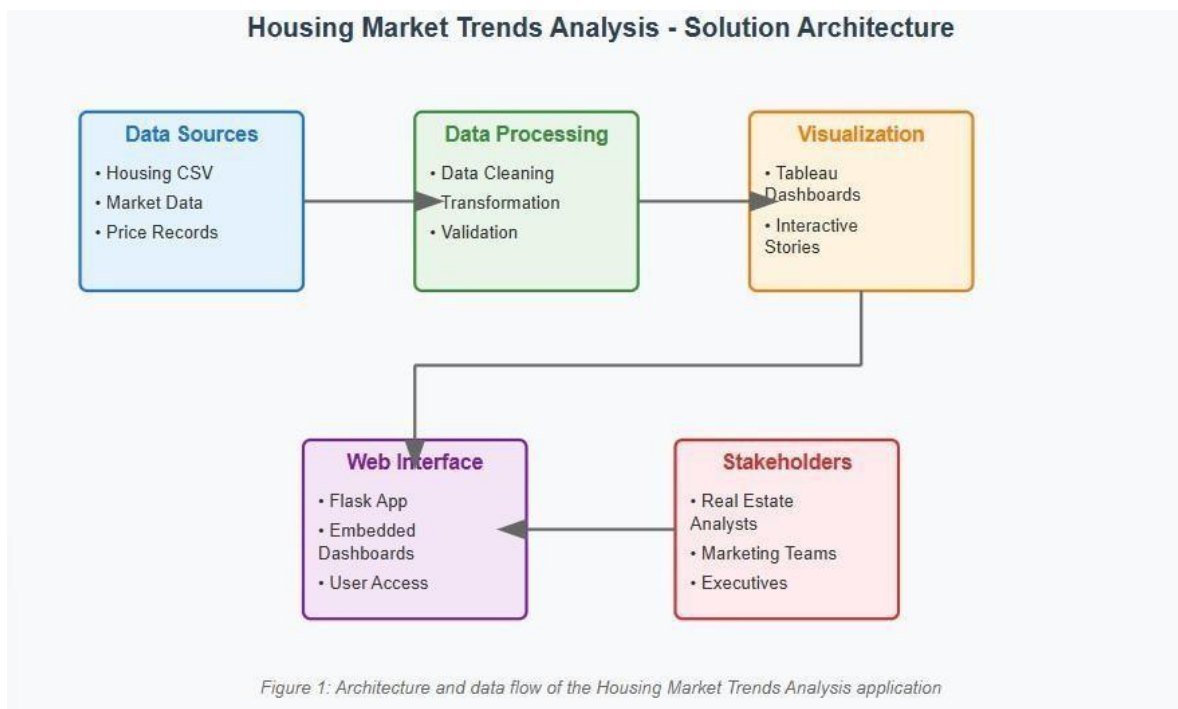 Housing Market Trends Analysis - Solution Architecture
Data Sources
• Housing CSV
• Market Data
• Price Records
Data Processing
• Data Cleaning
Transformation
• Validation
Visualization
• Tableau
Dashboards
• Interactive
Stories
Web Interface
• Flask App
• Embedded
Dashboards
• User Access
Stakeholders
• Real Estate
Analysts
• Marketing Teams
• Executives
Figure 1: Architecture and data flow of the Housing Market Trends Analysis application